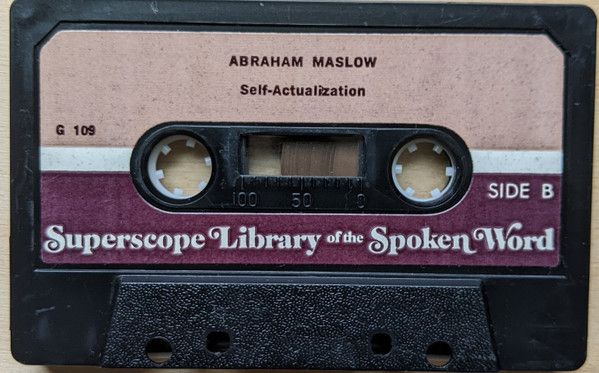 ABRAHAM MASLOW
Self-Actualization
G 109
SIDE B
100 50 0
Superscope Library of the Spoken Word